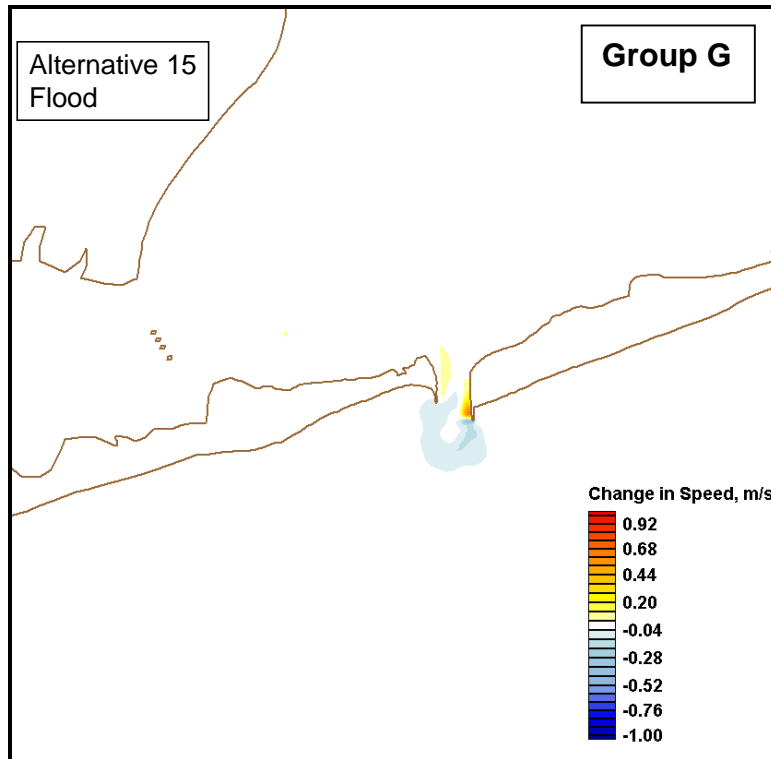 Alternative 15
Flood
Group G
Change in Speed, m/s
0.92
0.68
0.44
0.20
-0.04
-0.28
-0.52
-0.76
-1.00